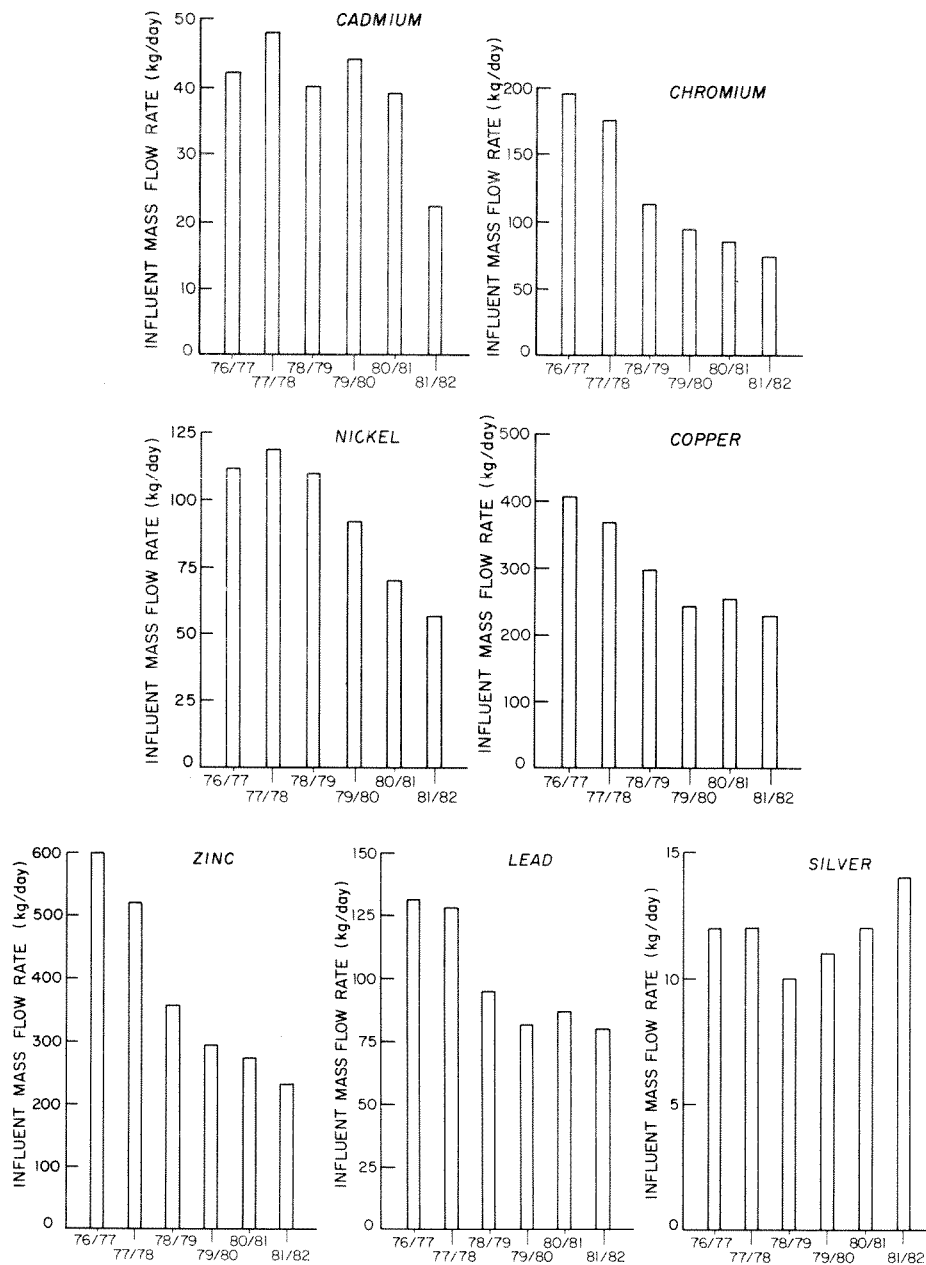 CADMIUM
INFLUENT MASS FLOW RATE (kg/day)
50
40
30
20
10
0
76/77 78/79 80/81
77/78 79/80 81/82
CHROMIUM
INFLUENT MASS FLOW RATE (kg/day)
200
150
100
50
0
76/77 78/79 80/81
77/78 79/80 81/82
NICKEL
INFLUENT MASS FLOW RATE (kg/day)
125
100
75
50
25
0
76/77 78/79 80/81
77/78 79/80 81/82
COPPER
INFLUENT MASS FLOW RATE (kg/day)
500
400
300
200
100
0
76/77 78/79 80/81
77/78 79/80 81/82
ZINC
INFLUENT MASS FLOW RATE (kg/day)
600
500
400
300
200
100
0
76/77 78/79 80/81
77/78 79/80 81/82
LEAD
INFLUENT MASS FLOW RATE (kg/day)
150
125
100
75
50
25
0
76/77 78/79 80/81
77/78 79/80 81/82
SILVER
INFLUENT MASS FLOW RATE (kg/day)
15
10
5
0
76/77 78/79 80/81
77/78 79/80 81/82